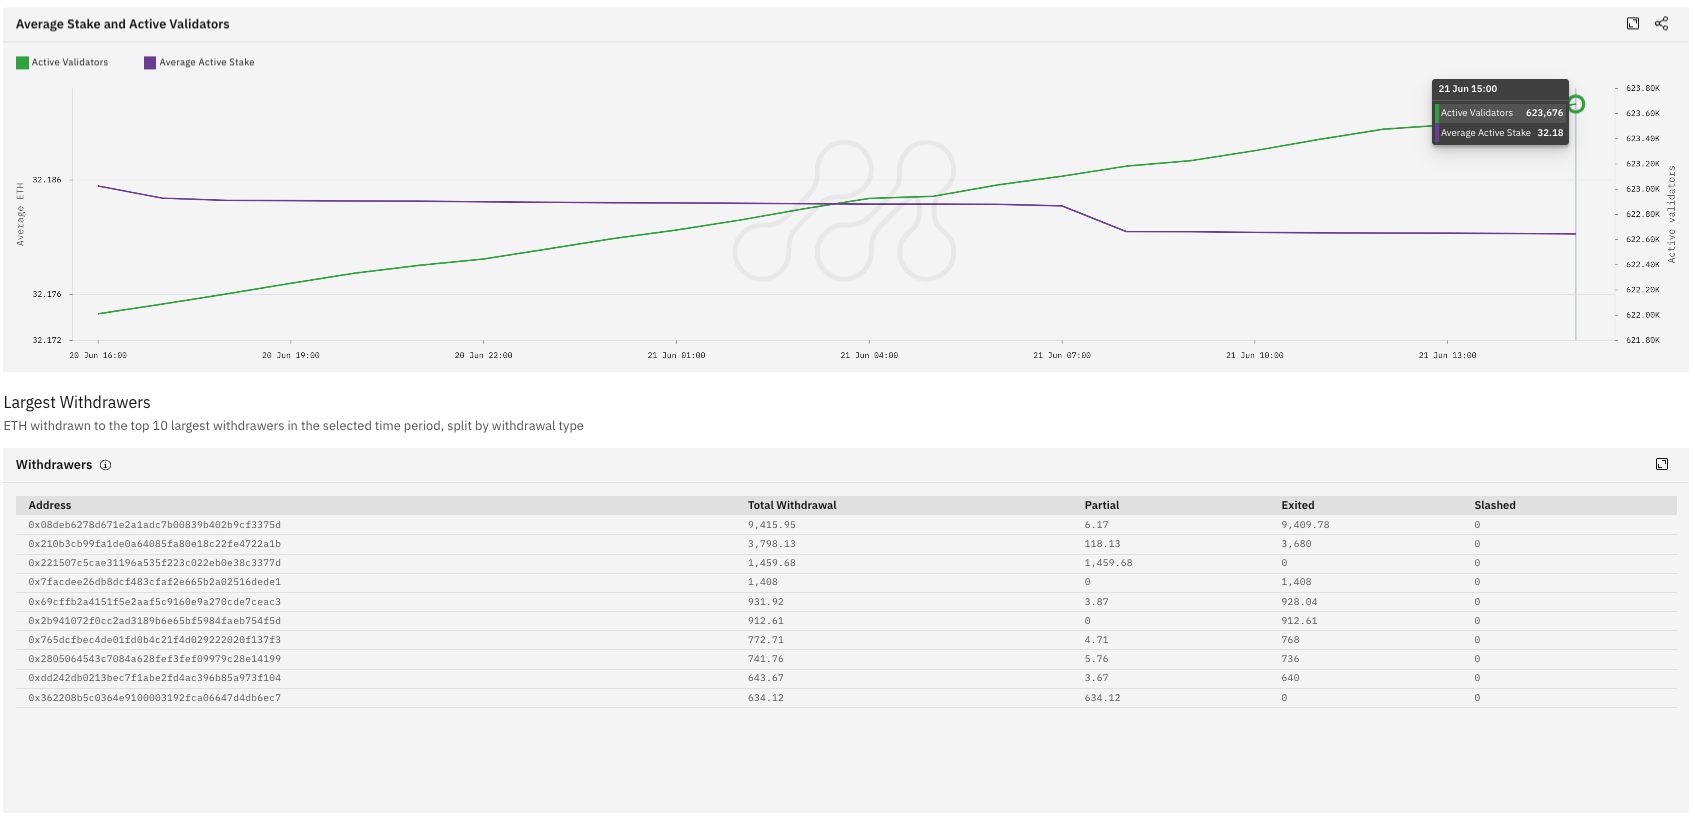 Average Stake and Active Validators
Active Validators Average Active Stake
21 Jun 15:00
Active Validators 623,676
Average Active Stake 32.18
Average ETH
32.186
32.176
32.172
623.80K
623.60K
623.40K
623.20K
623.00K
622.80K
622.60K
622.40K
622.20K
622.00K
621.80K
Active validators
20 Jun 16:00 20 Jun 19:00 20 Jun 22:00 21 Jun 01:00 21 Jun 04:00 21 Jun 07:00 21 Jun 10:00 21 Jun 13:00
Largest Withdrawers
ETH withdrawn to the top 10 largest withdrawers in the selected time period, split by withdrawal type
Withdrawers
Address Total Withdrawal Partial Exited Slashed
0x08deb6278d671e2a1adc7b00839b402b9cf3375d 9,415.95 6.17 9,409.78 0
0x210b3cb99fa1de0a64085fa80e18c22fe4722a1b 3,798.13 118.13 3,680 0
0x221507c5cae31196a535f223c022eb0e38c3377d 1,459.68 1,459.68 0 0
0x7facdee26db8dcf483cfaf2e665b2a02516dede1 1,408 0 1,408 0
0x69cffb2a4151f5e2aaf5c9160e9a270cde7ceac3 931.92 3.87 928.04 0
0x2b941072f0cc2ad3189b6e65bf5984faeb754f5d 912.61 0 912.61 0
0x765dcfbec4de01fd0b4c21f4d029222020f137f3 772.71 4.71 768 0
0x2805064543c7084a628fef3fef09979c28e14199 741.76 5.76 736 0
0xdd242db0213bec7f1abe2fd4ac396b85a973f104 643.67 3.67 640 0
0x362208b5c0364e9100003192fca06647d4db6ec7 634.12 634.12 0 0